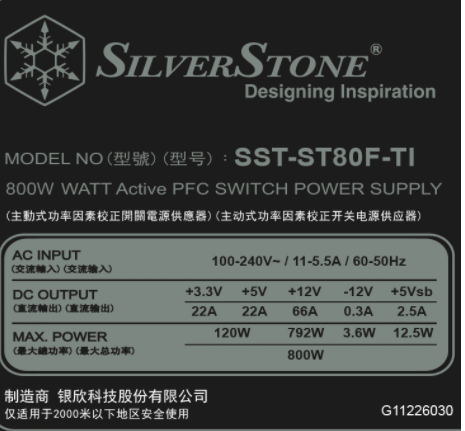 SILVERSTONE®
Designing Inspiration
MODEL NO (型號) (型号) : SST-ST80F-TI
800W WATT Active PFC SWITCH POWER SUPPLY
(主動式功率因素校正開關電源供應器) (主动式功率因素校正开关电源供应器)
AC INPUT 100-240V~ / 11-5.5A / 60-50Hz
(交流輸入) (交流输入)
DC OUTPUT +3.3V +5V +12V -12V +5Vsb
(直流輸出) (直流输出) 22A 22A 66A 0.3A 2.5A
MAX. POWER 120W 792W 3.6W 12.5W
(最大總功率) (最大总功率) 800W
制造商 银欣科技股份有限公司
仅适用于2000米以下地区安全使用 G11226030